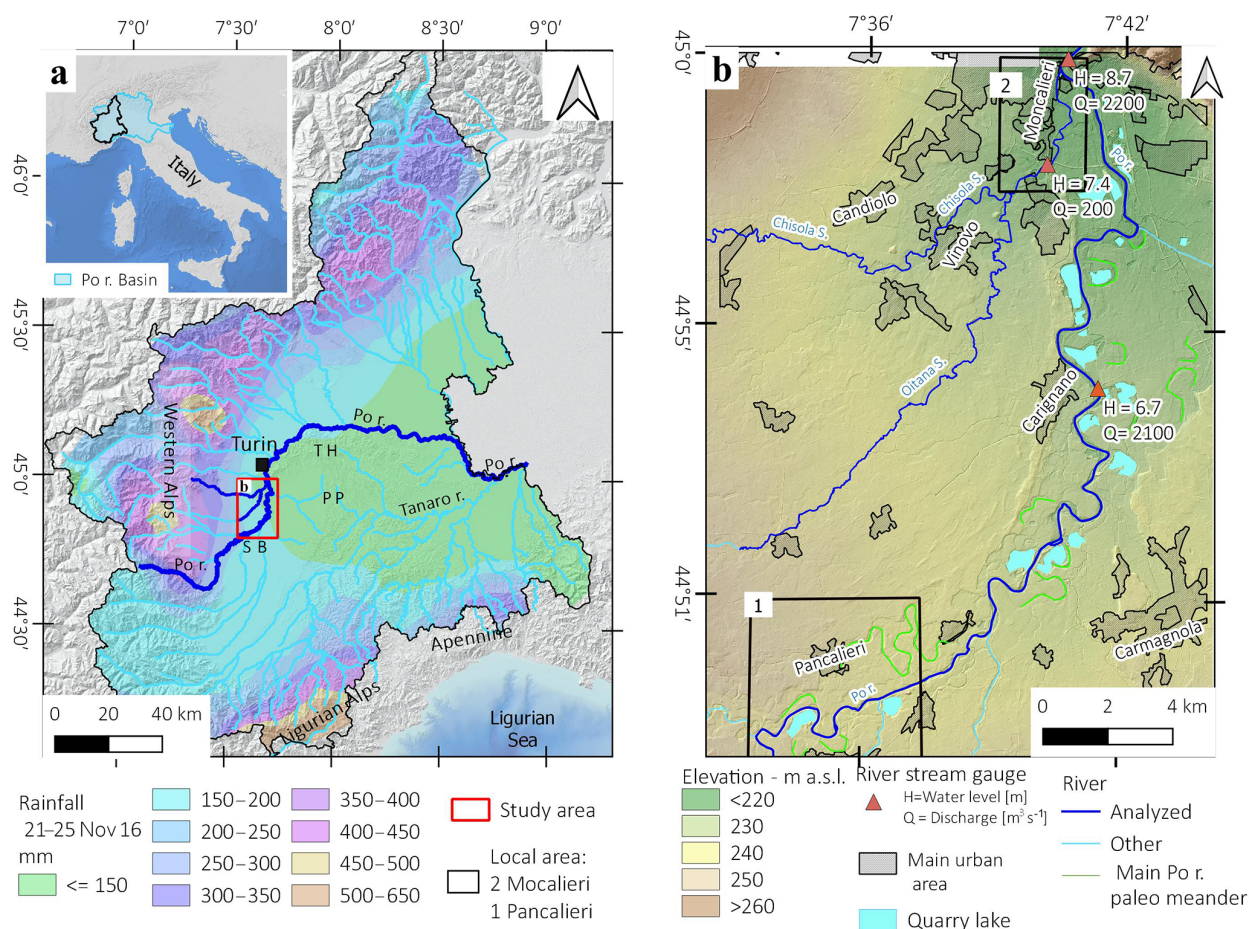 7°0′
7°30′
8°0′
8°30′
9°0′
a
Italy
Po r. Basin
46°0′
45°30′
45°0′
44°30′
Western Alps
Turin
Po r.
T H
Po r.
b
P P
Tanaro r.
S B
Po r.
Apennine
Ligurian Alps
Ligurian
Sea
0 20 40 km
Rainfall
21–25 Nov 16
mm
<= 150
150–200
200–250
250–300
300–350
350–400
400–450
450–500
500–650
Study area
Local area:
2 Mocalieri
1 Pancalieri
7°36′
7°42′
45°0′
44°55′
44°51′
b
2
Moncalieri
H = 8.7
Q= 2200
Po r.
H = 7.4
Q= 200
Candiolo
Chisola S.
Chisola S.
Vinovo
Oitana S.
Carignano
H = 6.7
Q= 2100
1
Pancalieri
Po r.
Carmagnola
0 2 4 km
Elevation - m a.s.l.
<220
230
240
250
>260
River stream gauge
H=Water level [m]
Q = Discharge [m³ s⁻¹]
Main urban
area
Quarry lake
River
Analyzed
Other
Main Po r.
paleo meander